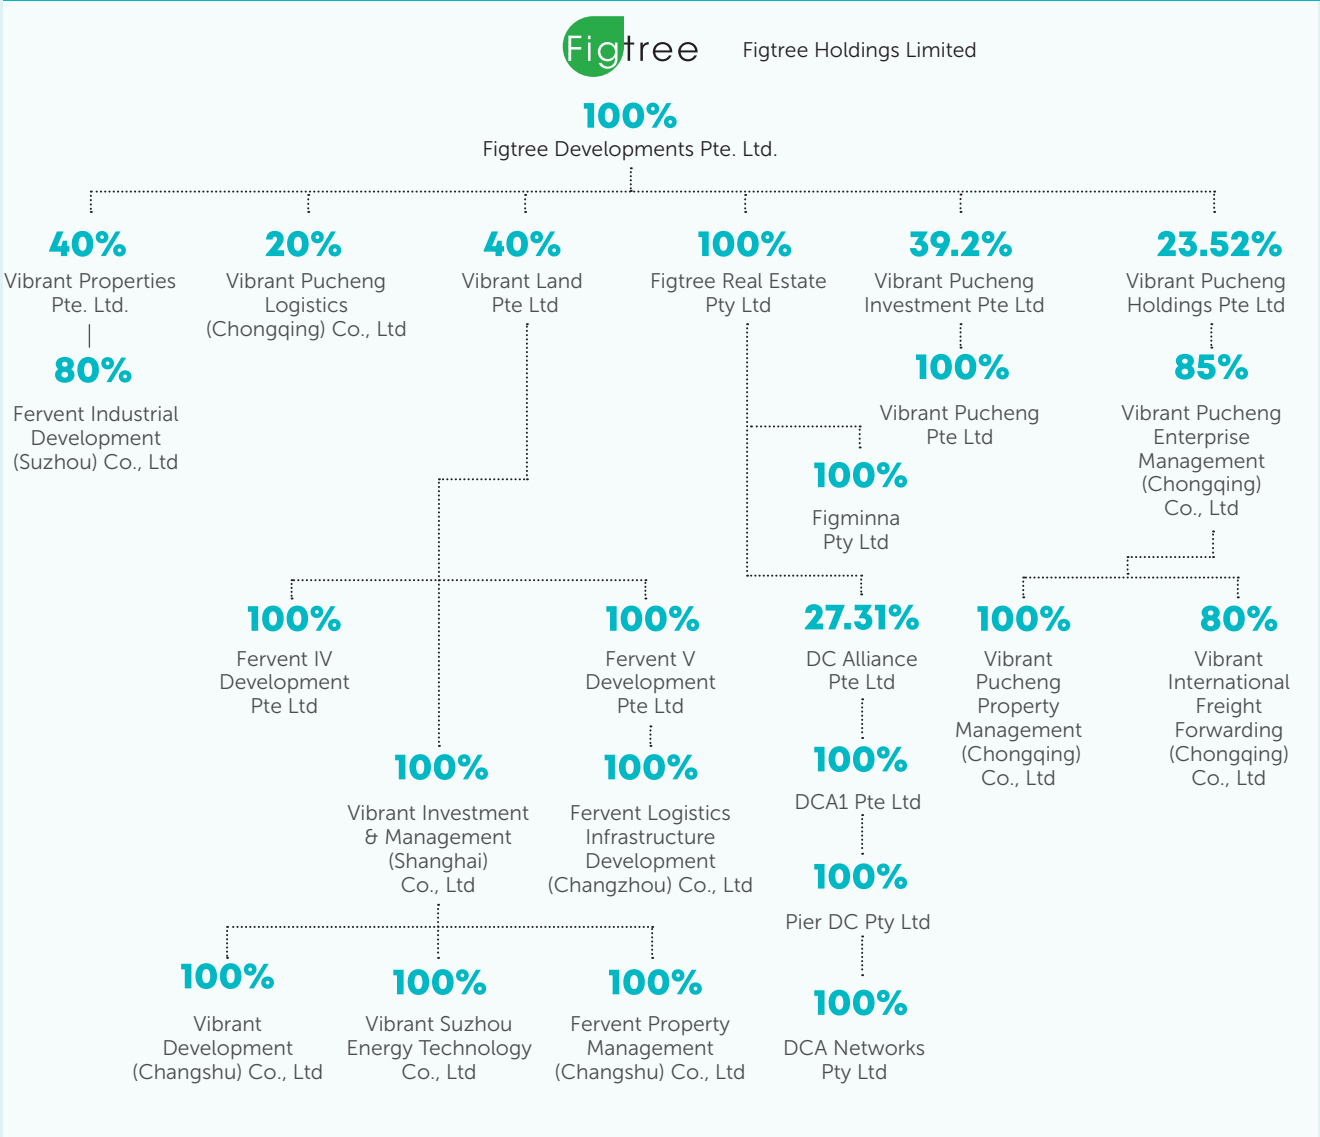 Figtree
Figtree Holdings Limited
100%
Figtree Developments Pte. Ltd.
40%
Vibrant Properties
Pte. Ltd.
20%
Vibrant Pucheng
Logistics
(Chongqing) Co., Ltd
40%
Vibrant Land
Pte Ltd
100%
Figtree Real Estate
Pty Ltd
39.2%
Vibrant Pucheng
Investment Pte Ltd
23.52%
Vibrant Pucheng
Holdings Pte Ltd
80%
Fervent Industrial
Development
(Suzhou) Co., Ltd
100%
Vibrant Pucheng
Pte Ltd
85%
Vibrant Pucheng
Enterprise
Management
(Chongqing)
Co., Ltd
100%
Figminna
Pty Ltd
100%
Fervent IV
Development
Pte Ltd
100%
Fervent V
Development
Pte Ltd
27.31%
DC Alliance
Pte Ltd
100%
Vibrant
Pucheng
Property
Management
(Chongqing)
Co., Ltd
80%
Vibrant
International
Freight
Forwarding
(Chongqing)
Co., Ltd
100%
Vibrant Investment
& Management
(Shanghai)
Co., Ltd
100%
Fervent Logistics
Infrastructure
Development
(Changzhou) Co., Ltd
100%
DCA1 Pte Ltd
100%
Pier DC Pty Ltd
100%
Vibrant
Development
(Changshu) Co., Ltd
100%
Vibrant Suzhou
Energy Technology
Co., Ltd
100%
Fervent Property
Management
(Changshu) Co., Ltd
100%
DCA Networks
Pty Ltd